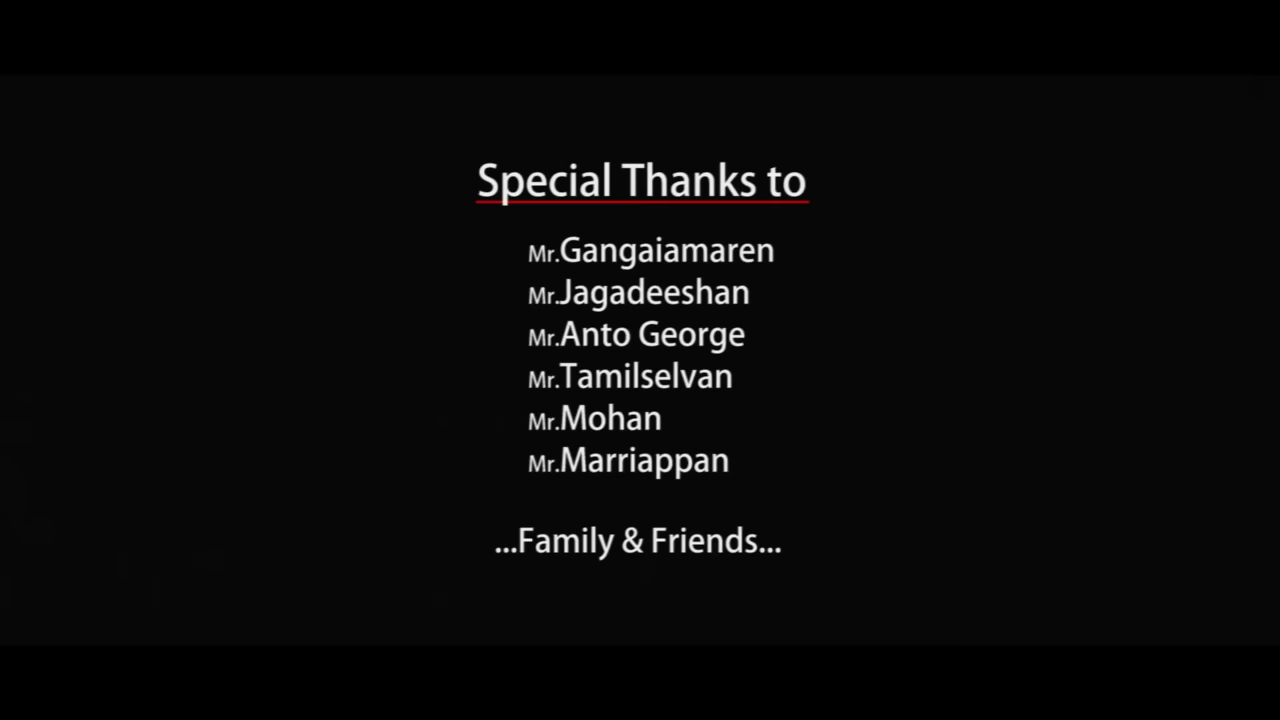 Special Thanks to
Mr.Gangaiamaren
Mr.Jagadeeshan
Mr.Anto George
Mr.Tamilselvan
Mr.Mohan
Mr.Marriappan
...Family & Friends...